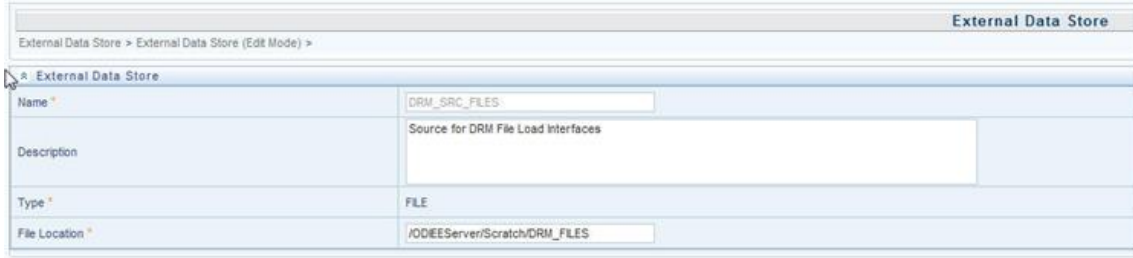 External Data Store
External Data Store > External Data Store (Edit Mode) >
External Data Store
Name *
DRM_SRC_FILES
Description
Source for DRM File Load Interfaces
Type *
FILE
File Location *
/ODIEEServer/Scratch/DRM_FILES